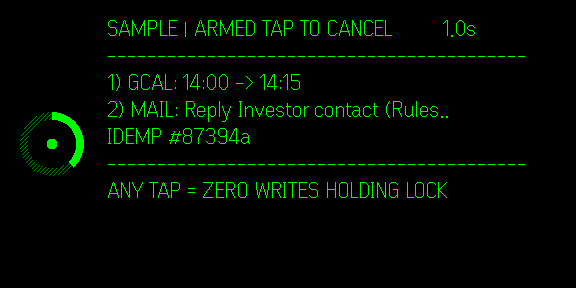 SAMPLE | ARMED TAP TO CANCEL 1.0s
------------------------------------------
1) GCAL: 14:00 -> 14:15
2) MAIL: Reply Investor contact (Rules..
IDEMP #87394a
------------------------------------------
ANY TAP = ZERO WRITES HOLDING LOCK